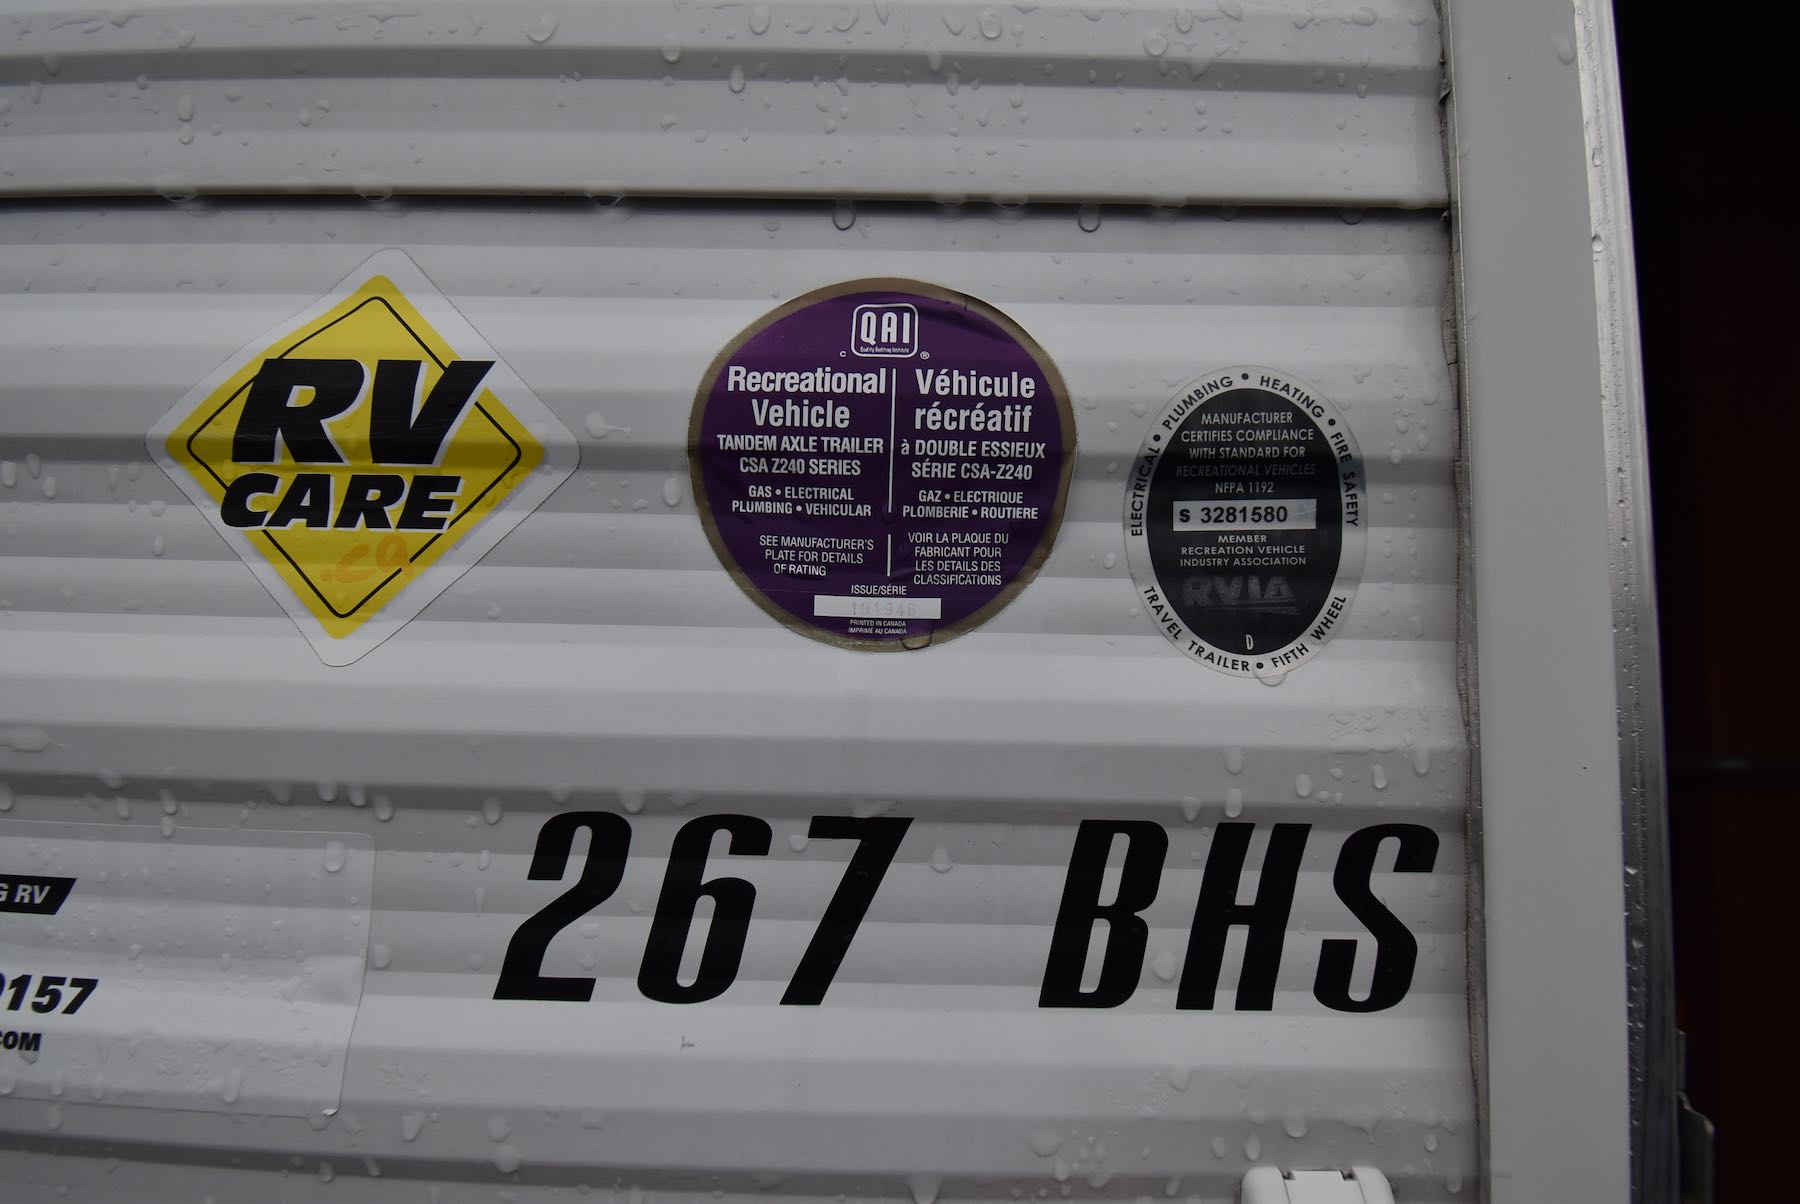 RV
CARE
.ca
QAI
Quality Auditing Institute
C ®
Recreational
Vehicle
TANDEM AXLE TRAILER
CSA Z240 SERIES
GAS • ELECTRICAL
PLUMBING • VEHICULAR
SEE MANUFACTURER'S
PLATE FOR DETAILS
OF RATING
Véhicule
récréatif
à DOUBLE ESSIEUX
SÉRIE CSA-Z240
GAZ • ELECTRIQUE
PLOMBERIE • ROUTIERE
VOIR LA PLAQUE DU
FABRICANT POUR
LES DETAILS DES
CLASSIFICATIONS
ISSUE/SÉRIE
101946
PRINTED IN CANADA
IMPRIMÉ AU CANADA
ELECTRICAL • PLUMBING • HEATING • FIRE SAFETY
MANUFACTURER
CERTIFIES COMPLIANCE
WITH STANDARD FOR
RECREATIONAL VEHICLES
NFPA 1192
S 3281580
MEMBER
RECREATION VEHICLE
INDUSTRY ASSOCIATION
RVIA
D
TRAVEL TRAILER • FIFTH WHEEL
267 BHS
G RV
0157
COM